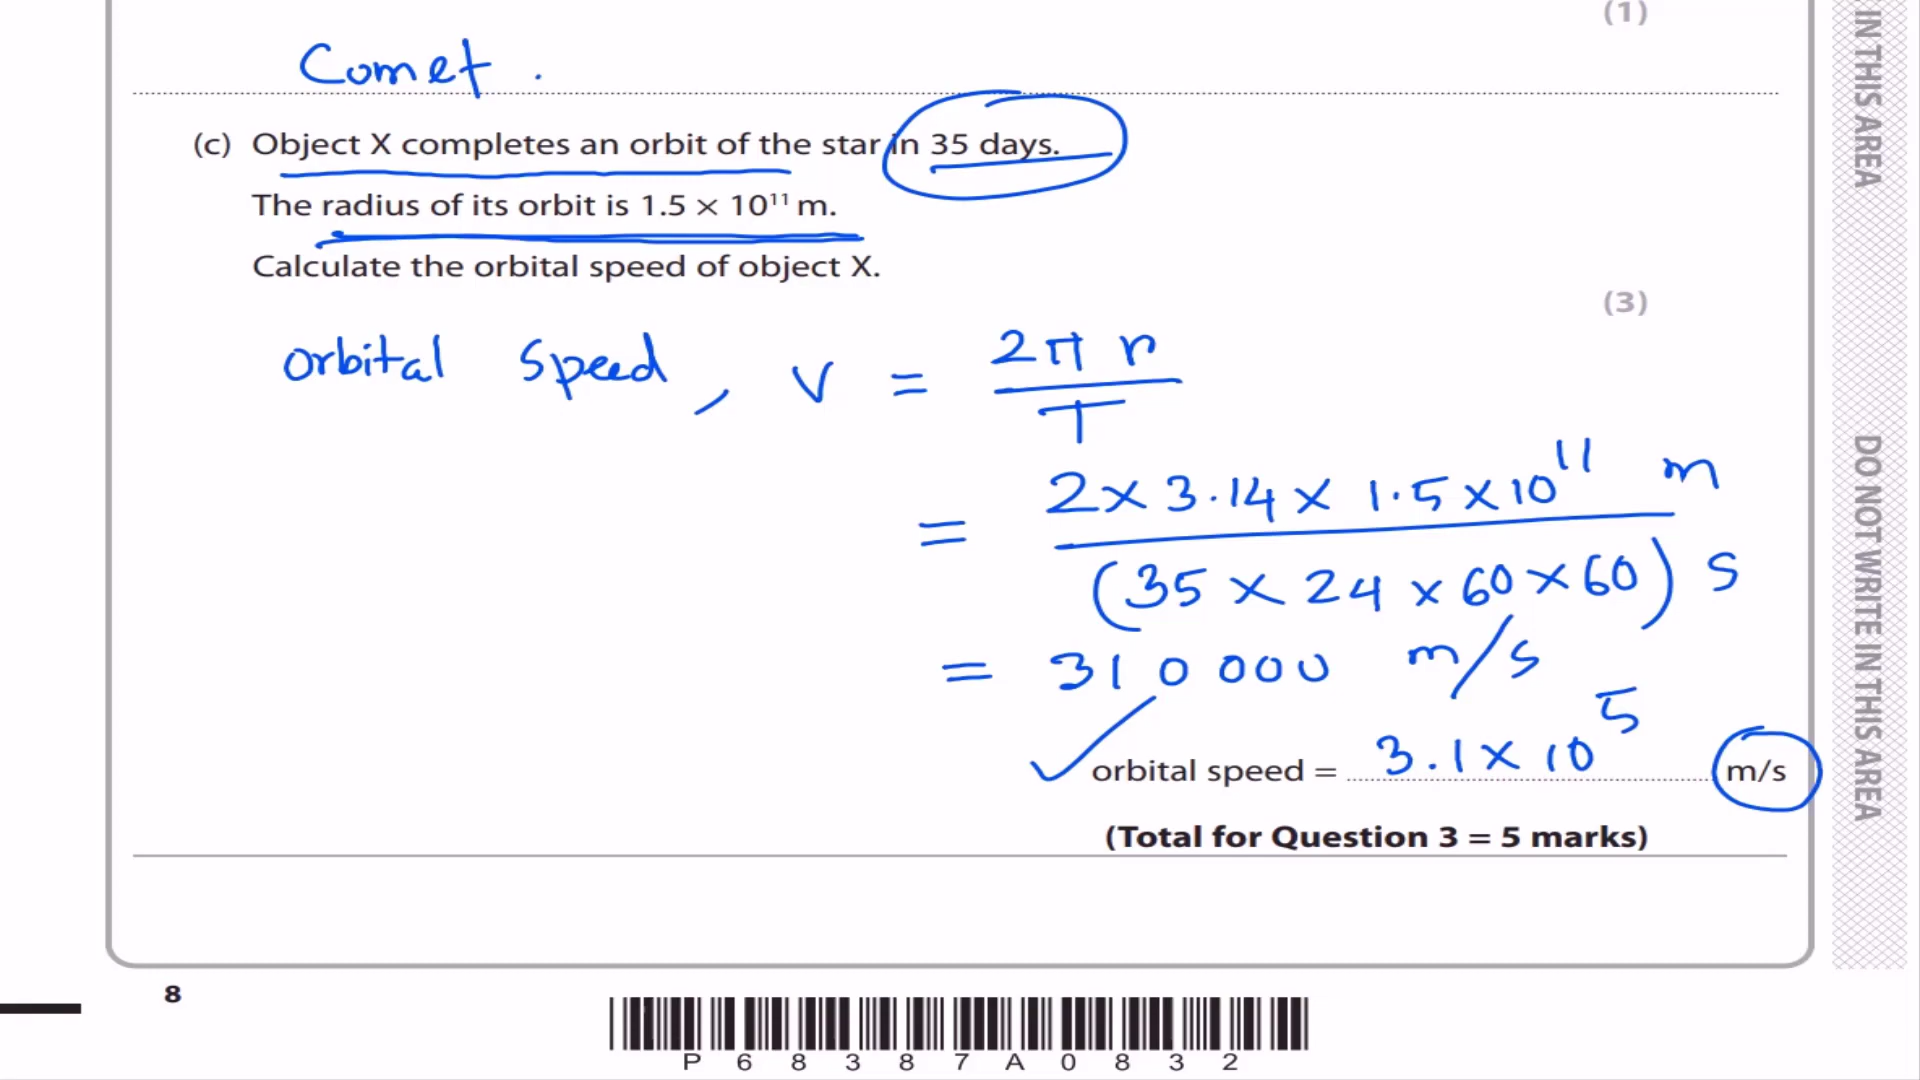 (1)
Comet.
(c) Object X completes an orbit of the star in 35 days.
The radius of its orbit is 1.5 × 10¹¹ m.
Calculate the orbital speed of object X.
(3)
orbital speed, v = 2π r / T
= 2 × 3.14 × 1.5 × 10¹¹ m / (35 × 24 × 60 × 60) s
= 310 000 m/s
orbital speed = 3.1 × 10⁵ m/s
(Total for Question 3 = 5 marks)
8
P 6 8 3 8 7 A 0 8 3 2
IN THIS AREA
DO NOT WRITE IN THIS AREA